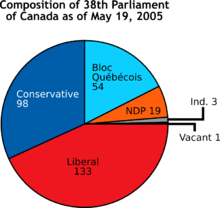 Composition of 38th Parliament
of Canada as of May 19, 2005
Bloc
Québécois
54
Conservative
98
NDP 19
Ind. 3
Vacant 1
Liberal
133